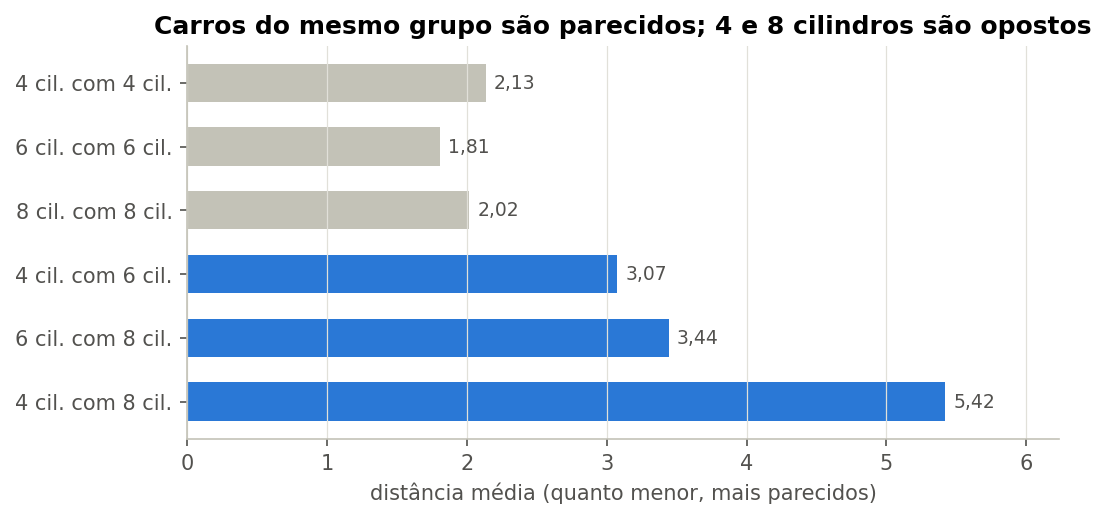 Carros do mesmo grupo são parecidos; 4 e 8 cilindros são opostos
4 cil. com 4 cil.
2,13
6 cil. com 6 cil.
1,81
8 cil. com 8 cil.
2,02
4 cil. com 6 cil.
3,07
6 cil. com 8 cil.
3,44
4 cil. com 8 cil.
5,42
0 1 2 3 4 5 6
distância média (quanto menor, mais parecidos)